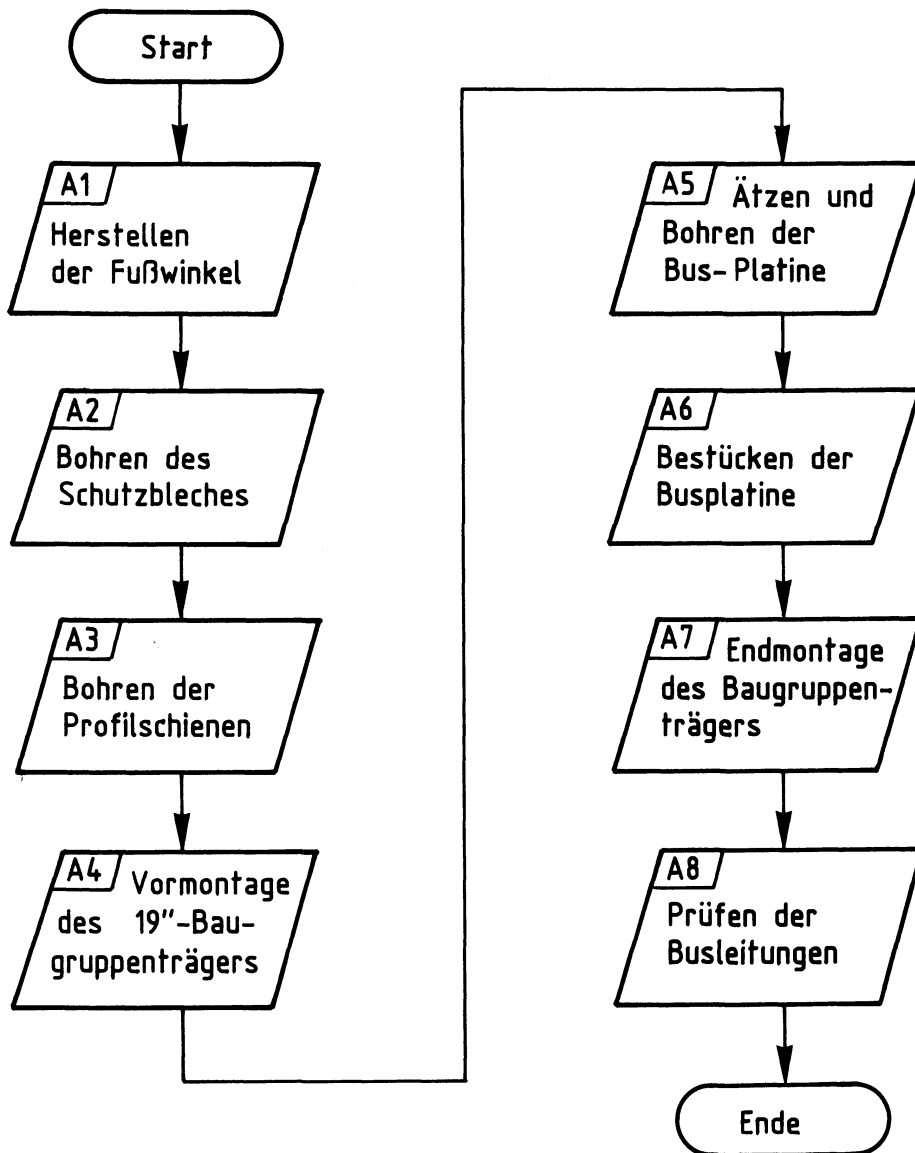 Start
A1
Herstellen
der Fußwinkel
A2
Bohren des
Schutzbleches
A3
Bohren der
Profilschienen
A4 Vormontage
des 19"-Bau-
gruppenträgers
A5 Ätzen und
Bohren der
Bus-Platine
A6
Bestücken der
Busplatine
A7 Endmontage
des Baugruppen-
trägers
A8
Prüfen der
Busleitungen
Ende